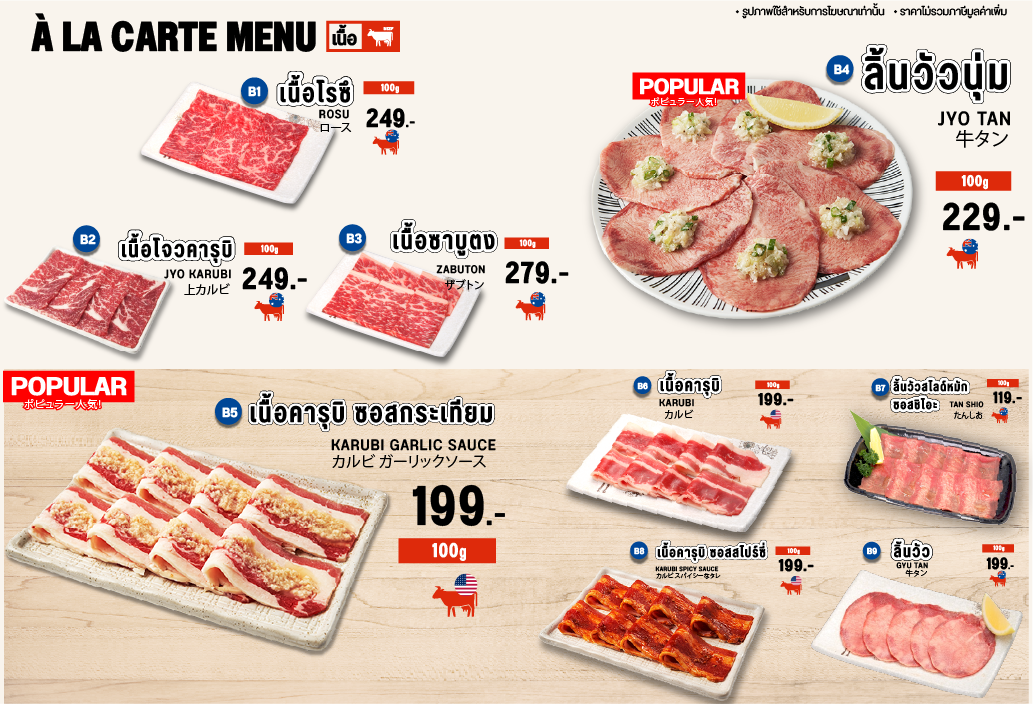 • รูปภาพใช้สำหรับการโฆษณาเท่านั้น • ราคาไม่รวมภาษีมูลค่าเพิ่ม
À LA CARTE MENU เนื้อ BEEF
B1 เนื้อโรซึ
ROSU
ロース
100g
249.-
POPULAR
ポピュラー人気!
B4 ลิ้นวัวนุ่ม
JYO TAN
牛タン
100g
229.-
B2 เนื้อโจวคารุบิ
JYO KARUBI
上カルビ
100g
249.-
B3 เนื้อซาบูตง
ZABUTON
ザブトン
100g
279.-
POPULAR
ポピュラー人気!
B5 เนื้อคารุบิ ซอสกระเทียม
KARUBI GARLIC SAUCE
カルビ ガーリックソース
199.-
100g
B6 เนื้อคารุบิ
KARUBI
カルビ
100g
199.-
B7 ลิ้นวัวสไลด์หมัก
ซอสชิโอะ
TAN SHIO
たんしお
100g
119.-
B8 เนื้อคารุบิ ซอสสไปร์ซี่
KARUBI SPICY SAUCE
カルビスパイシーなタレ
100g
199.-
B9 ลิ้นวัว
GYU TAN
牛タン
100g
199.-